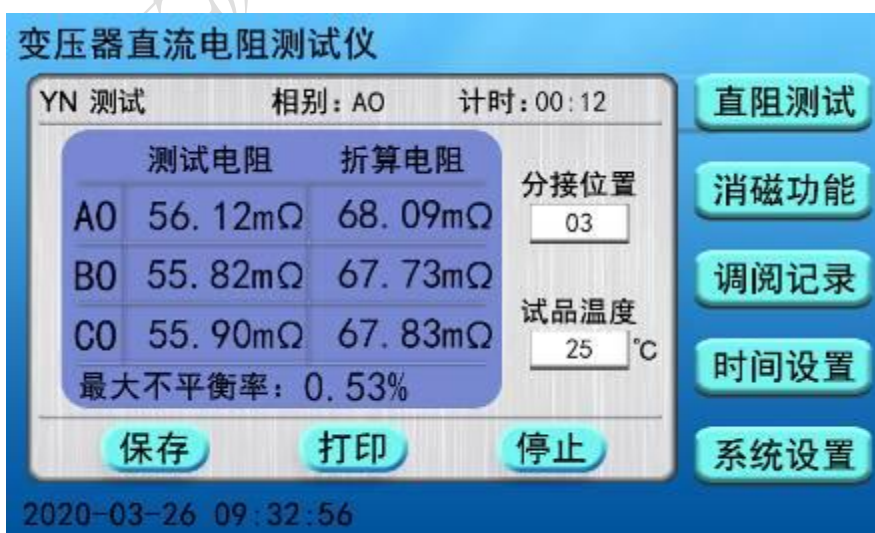 变压器直流电阻测试仪
YN 测试 相别: AO 计时: 00:12
测试电阻 折算电阻
A0 56.12mΩ 68.09mΩ
B0 55.82mΩ 67.73mΩ
C0 55.90mΩ 67.83mΩ
最大不平衡率: 0.53%
分接位置
03
试品温度
25 ℃
保存 打印 停止
直阻测试
消磁功能
调阅记录
时间设置
系统设置
2020-03-26 09:32:56